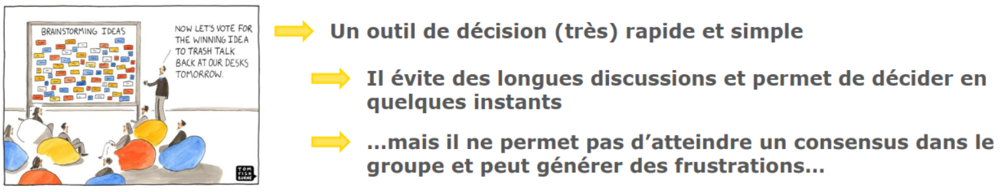 BRAINSTORMING IDEAS
NOW LET'S VOTE FOR
THE WINNING IDEA
TO TRASH TALK
BACK AT OUR DESKS
TOMORROW.
TOM
FISH
BURNE
Un outil de décision (très) rapide et simple
Il évite des longues discussions et permet de décider en
quelques instants
...mais il ne permet pas d'atteindre un consensus dans le
groupe et peut générer des frustrations...